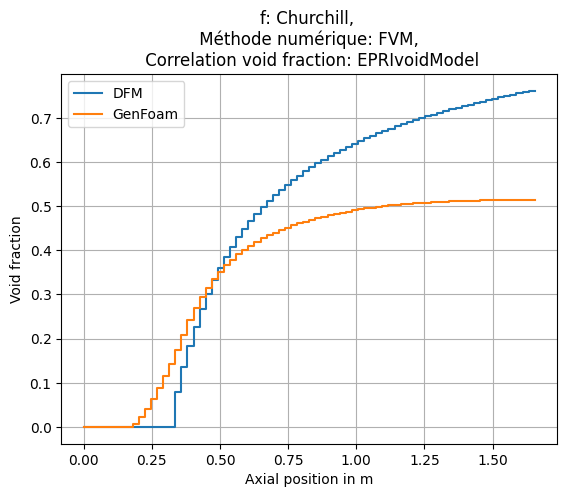 f: Churchill,
Méthode numérique: FVM,
Correlation void fraction: EPRIvoidModel
DFM
GenFoam
0.7
0.6
0.5
0.4
0.3
0.2
0.1
0.0
Void fraction
0.00 0.25 0.50 0.75 1.00 1.25 1.50
Axial position in m